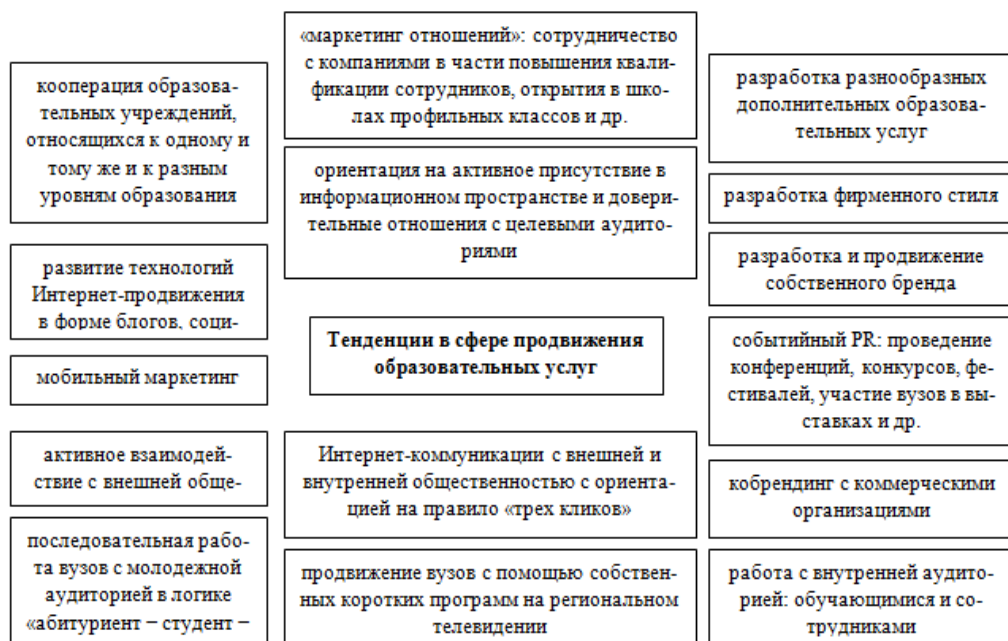 кооперация образова-
тельных учреждений,
относящихся к одному и
тому же и к разным
уровням образования
развитие технологий
Интернет-продвижения
в форме блогов, соци-
мобильный маркетинг
активное взаимодей-
ствие с внешней обще-
последовательная рабо-
та вузов с молодежной
аудиторией в логике
«абитуриент – студент –
«маркетинг отношений»: сотрудничество
с компаниями в части повышения квали-
фикации сотрудников, открытия в шко-
лах профильных классов и др.
ориентация на активное присутствие в
информационном пространстве и довери-
тельные отношения с целевыми аудито-
риями
Тенденции в сфере продвижения
образовательных услуг
Интернет-коммуникации с внешней и
внутренней общественностью с ориента-
цией на правило «трех кликов»
продвижение вузов с помощью собствен-
ных коротких программ на региональном
телевидении
разработка разнообразных
дополнительных образова-
тельных услуг
разработка фирменного стиля
разработка и продвижение
собственного бренда
событийный PR: проведение
конференций, конкурсов, фе-
стивалей, участие вузов в вы-
ставках и др.
кобрендинг с коммерческими
организациями
работа с внутренней аудито-
рией: обучающимися и со-
трудниками